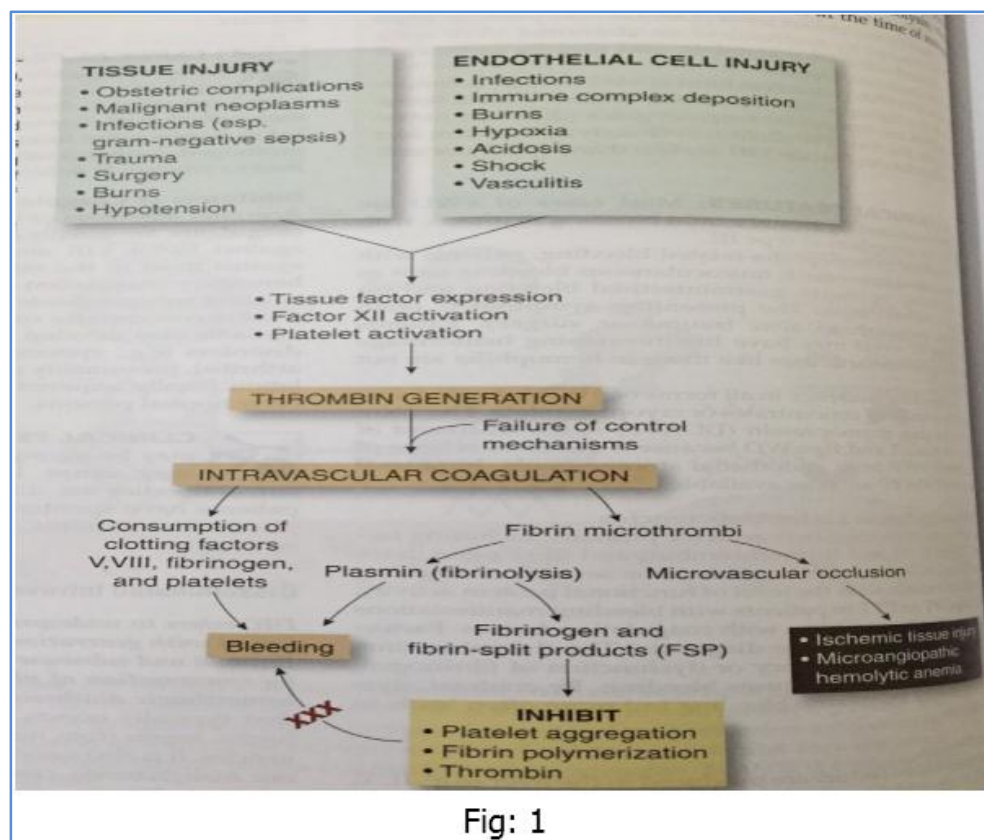 at the time of
TISSUE INJURY
• Obstetric complications
• Malignant neoplasms
• Infections (esp.
gram-negative sepsis)
• Trauma
• Surgery
• Burns
• Hypotension
ENDOTHELIAL CELL INJURY
• Infections
• Immune complex deposition
• Burns
• Hypoxia
• Acidosis
• Shock
• Vasculitis
• Tissue factor expression
• Factor XII activation
• Platelet activation
THROMBIN GENERATION
Failure of control
mechanisms
INTRAVASCULAR COAGULATION
Consumption of
clotting factors
V,VIII, fibrinogen,
and platelets
Fibrin microthrombi
Plasmin (fibrinolysis)
Microvascular occlusion
Bleeding
Fibrinogen and
fibrin-split products (FSP)
• Ischemic tissue
• Microangiopathic
hemolytic anemia
XXX
INHIBIT
• Platelet aggregation
• Fibrin polymerization
• Thrombin
Fig: 1